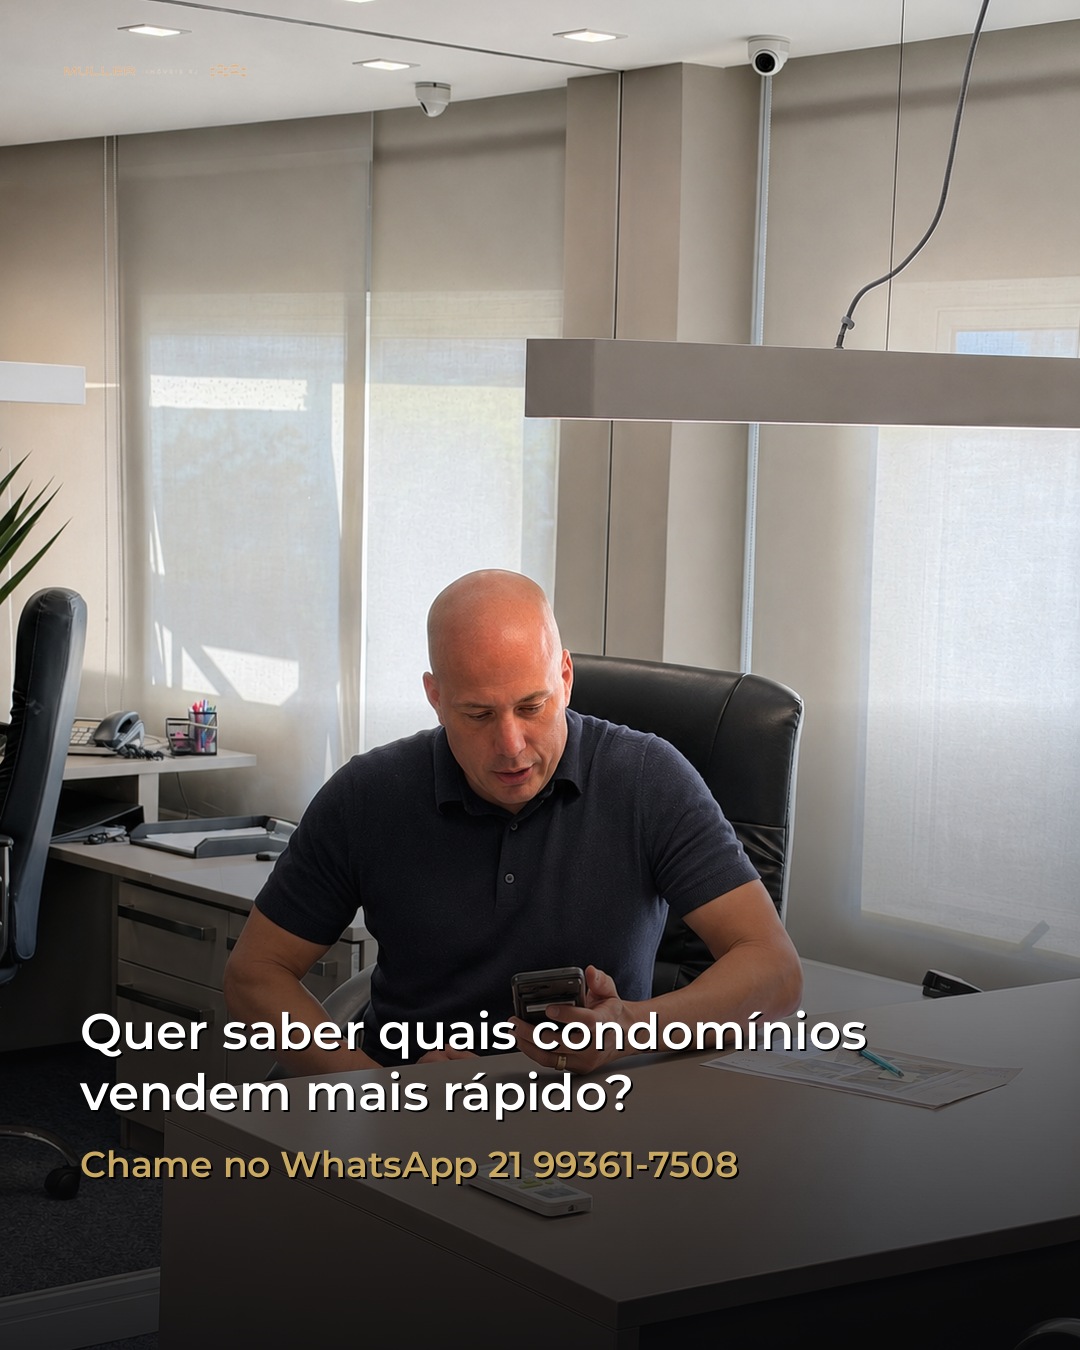 Quer saber quais condomínios
vendem mais rápido?
Chame no WhatsApp 21 99361-7508